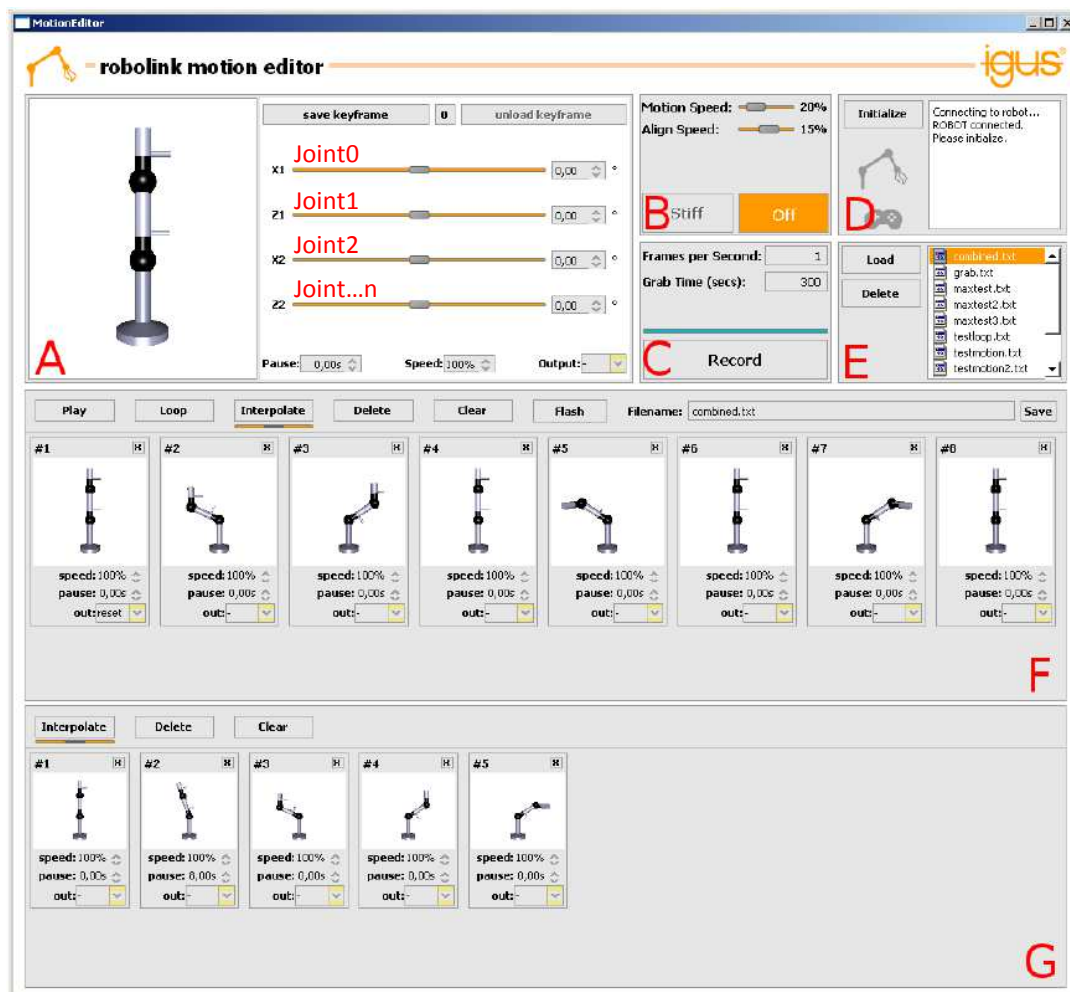 MotionEditor
robolink motion editor
igus®
save keyframe 0 unload keyframe
Joint0
X1 0,00 °
Joint1
Z1 0,00 °
Joint2
X2 0,00 °
Joint...n
Z2 0,00 °
Pause: 0,00s Speed: 100% Output: -
A
Motion Speed: 20%
Align Speed: 15%
Stiff Off
B
Frames per Second: 1
Grab Time (secs): 300
Record
C
Initialize
Connecting to robot...
ROBOT connected.
Please initialize.
D
Load
Delete
combined.txt
grab.txt
maxtest.txt
maxtest2.txt
maxtest3.txt
testloop.txt
testmotion.txt
testmotion2.txt
E
Play Loop Interpolate Delete Clear Flash Filename: combined.txt Save
#1 #2 #3 #4 #5 #6 #7 #8
speed: 100% speed: 100% speed: 100% speed: 100% speed: 100% speed: 100% speed: 100% speed: 100%
pause: 0,00s pause: 0,00s pause: 0,00s pause: 0,00s pause: 0,00s pause: 0,00s pause: 0,00s pause: 0,00s
out: reset out: - out: - out: - out: - out: - out: - out: -
F
Interpolate Delete Clear
#1 #2 #3 #4 #5
speed: 100% speed: 100% speed: 100% speed: 100% speed: 100%
pause: 0,00s pause: 0,00s pause: 0,00s pause: 0,00s pause: 0,00s
out: - out: - out: - out: - out: -
G